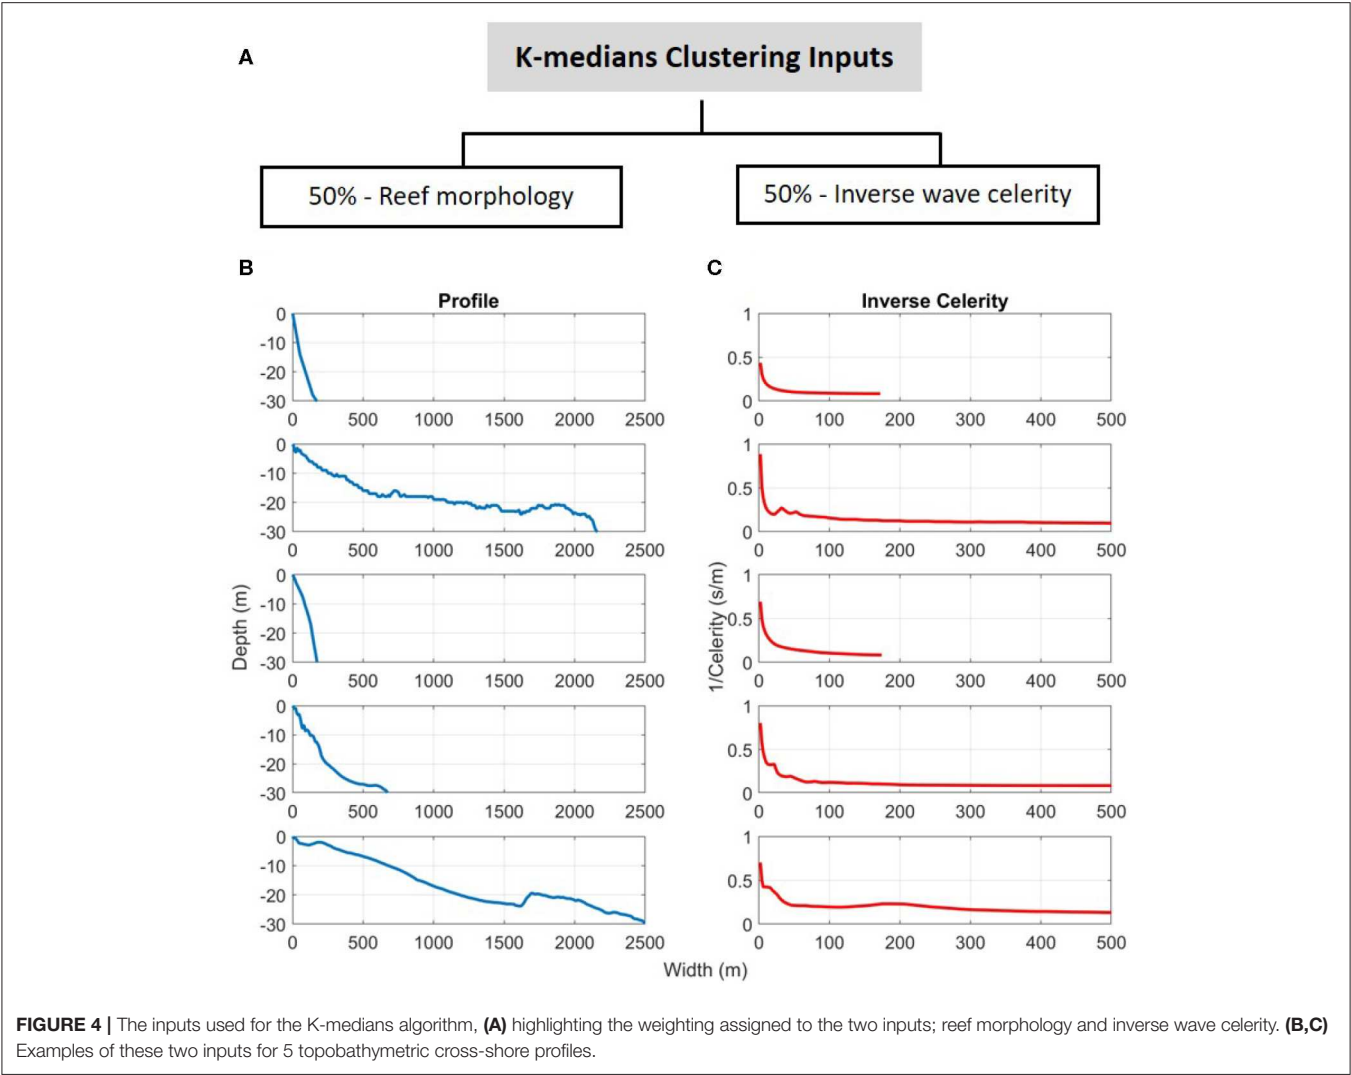 A
K-medians Clustering Inputs
50% - Reef morphology
50% - Inverse wave celerity
B
C
Profile
Inverse Celerity
0
-10
-20
-30
0 500 1000 1500 2000 2500
1
0.5
0
0 100 200 300 400 500
0
-10
-20
-30
0 500 1000 1500 2000 2500
1
0.5
0
0 100 200 300 400 500
Depth (m)
0
-10
-20
-30
0 500 1000 1500 2000 2500
1/Celerity (s/m)
1
0.5
0
0 100 200 300 400 500
0
-10
-20
-30
0 500 1000 1500 2000 2500
1
0.5
0
0 100 200 300 400 500
0
-10
-20
-30
0 500 1000 1500 2000 2500
1
0.5
0
0 100 200 300 400 500
Width (m)
FIGURE 4 | The inputs used for the K-medians algorithm, (A) highlighting the weighting assigned to the two inputs; reef morphology and inverse wave celerity. (B,C)
Examples of these two inputs for 5 topobathymetric cross-shore profiles.